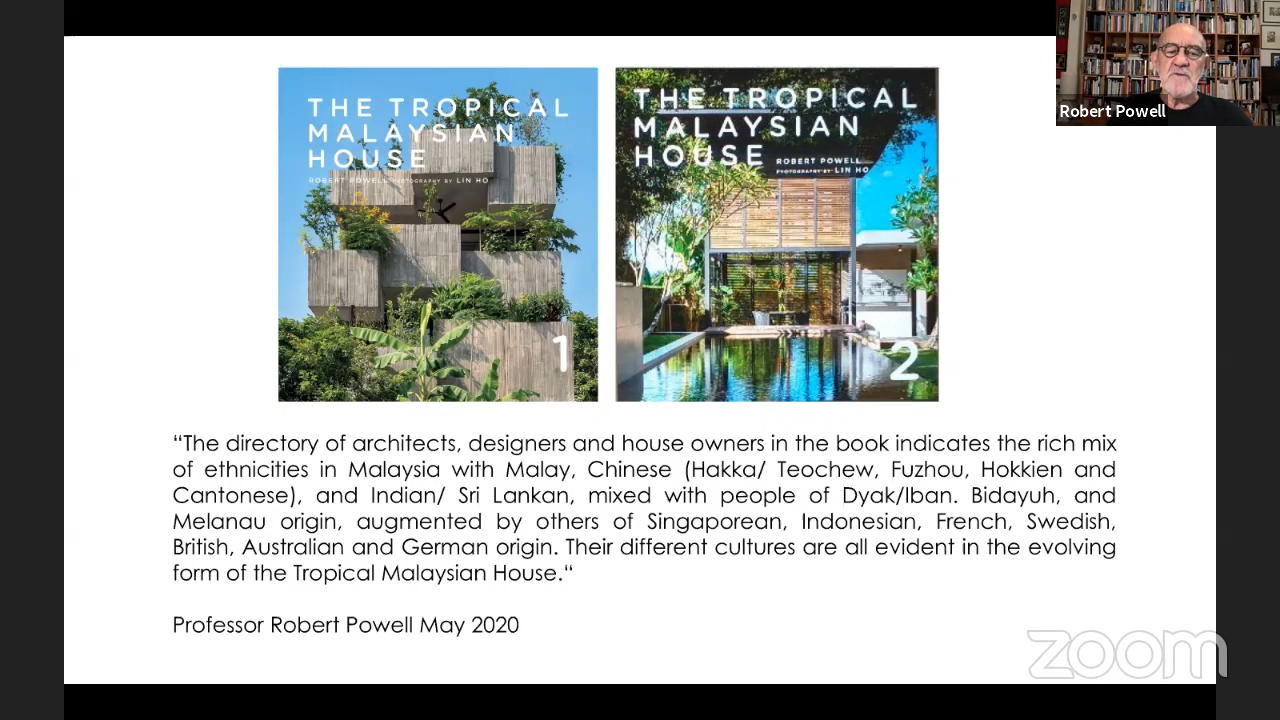 THE TROPICAL
MALAYSIAN
HOUSE
ROBERT POWELL PHOTOGRAPHY BY LIN HO
1
THE TROPICAL
MALAYSIAN
HOUSE
ROBERT POWELL
PHOTOGRAPHY BY LIN HO
2
Robert Powell
“The directory of architects, designers and house owners in the book indicates the rich mix
of ethnicities in Malaysia with Malay, Chinese (Hakka/ Teochew, Fuzhou, Hokkien and
Cantonese), and Indian/ Sri Lankan, mixed with people of Dyak/Iban. Bidayuh, and
Melanau origin, augmented by others of Singaporean, Indonesian, French, Swedish,
British, Australian and German origin. Their different cultures are all evident in the evolving
form of the Tropical Malaysian House.“
Professor Robert Powell May 2020
zoom